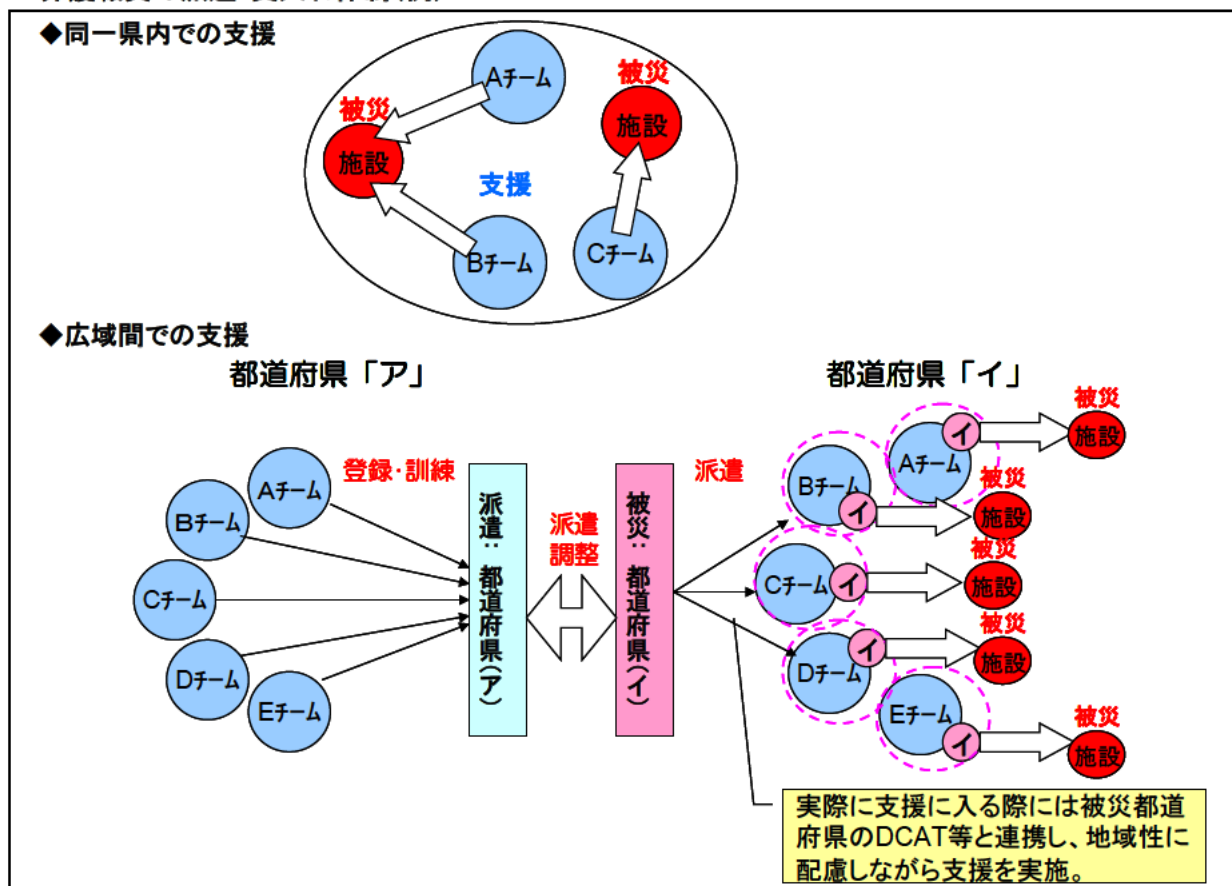 ◆同一県内での支援
Aチーム
被災
施設
被災
施設
支援
Bチーム
Cチーム
◆広域間での支援
都道府県「ア」
都道府県「イ」
Aチーム
Bチーム
Cチーム
Dチーム
Eチーム
登録・訓練
派遣：都道府県(ア)
派遣
調整
被災：都道府県(イ)
派遣
Aチーム
イ
被災
施設
Bチーム
イ
被災
施設
Cチーム
イ
被災
施設
Dチーム
イ
被災
施設
Eチーム
イ
被災
施設
実際に支援に入る際には被災都道
府県のDCAT等と連携し、地域性に
配慮しながら支援を実施。